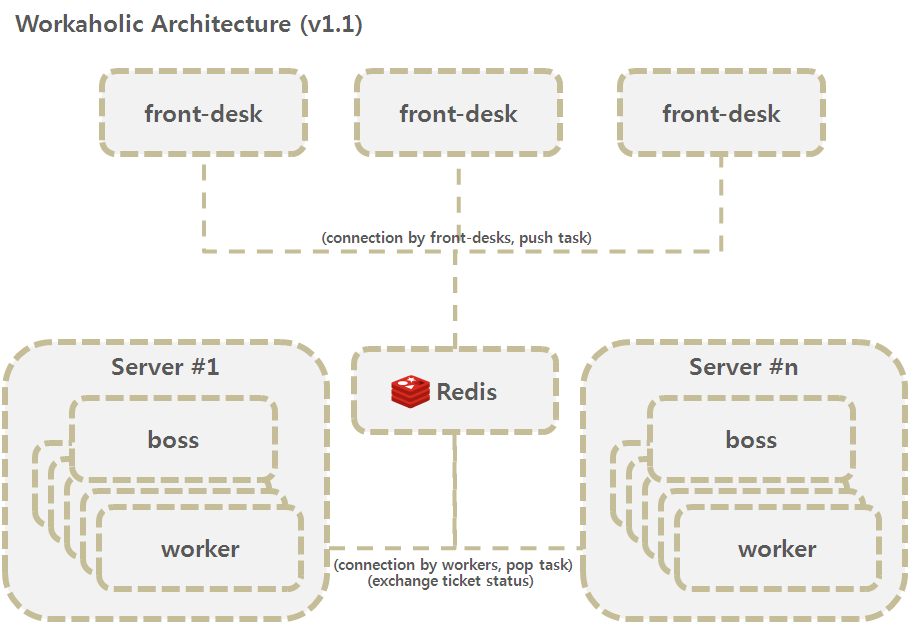 Workaholic Architecture (v1.1)
front-desk
front-desk
front-desk
(connection by front-desks, push task)
Server #1
Redis
Server #n
boss
boss
worker
worker
(connection by workers, pop task)
(exchange ticket status)